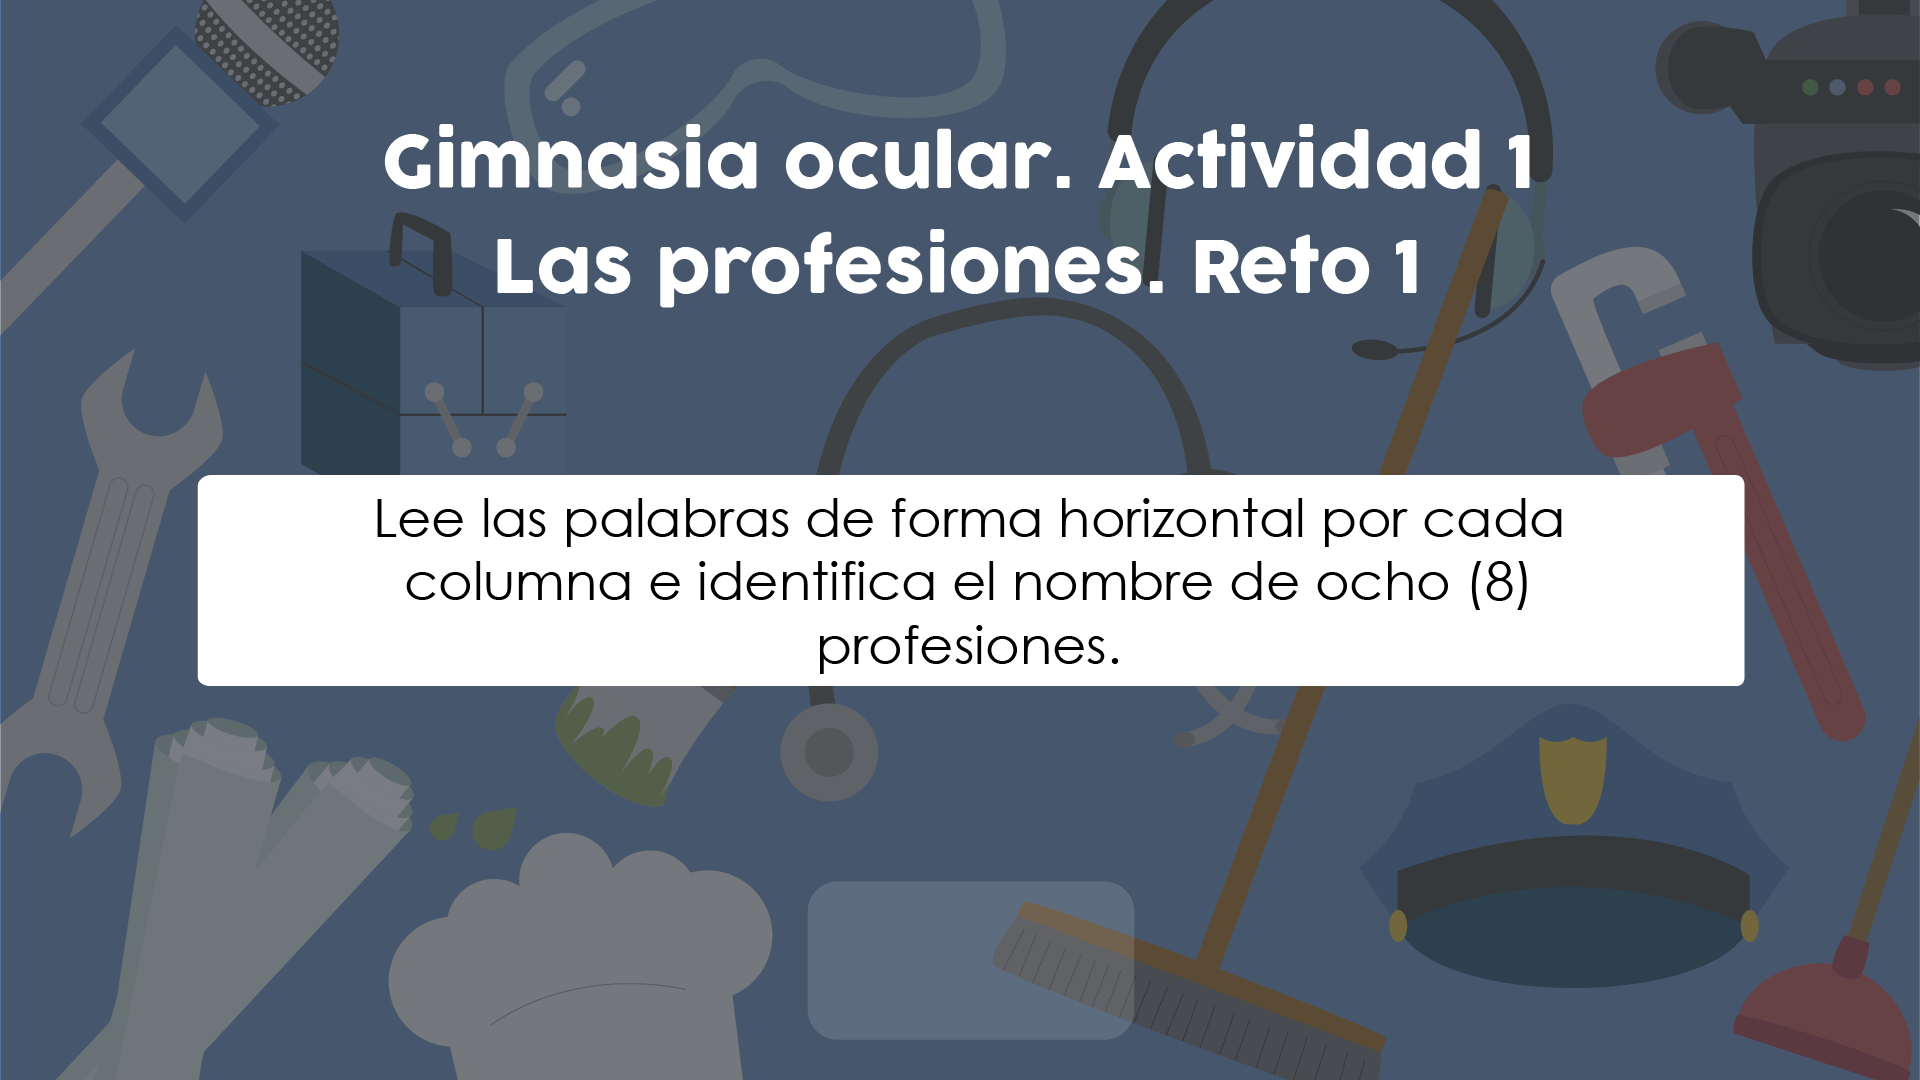 Gimnasia ocular. Actividad 1
Las profesiones. Reto 1
Lee las palabras de forma horizontal por cada
columna e identifica el nombre de ocho (8)
profesiones.